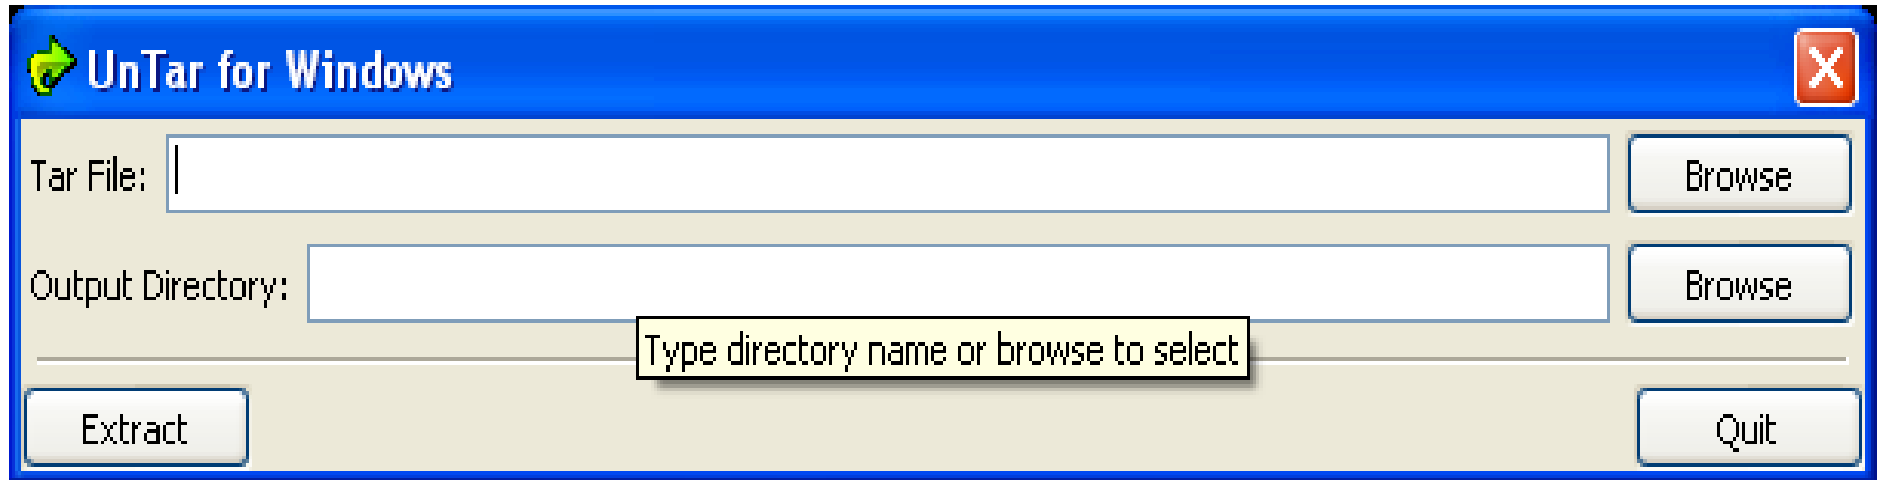 UnTar for Windows
Tar File: Browse
Output Directory: Browse
Type directory name or browse to select
Extract Quit